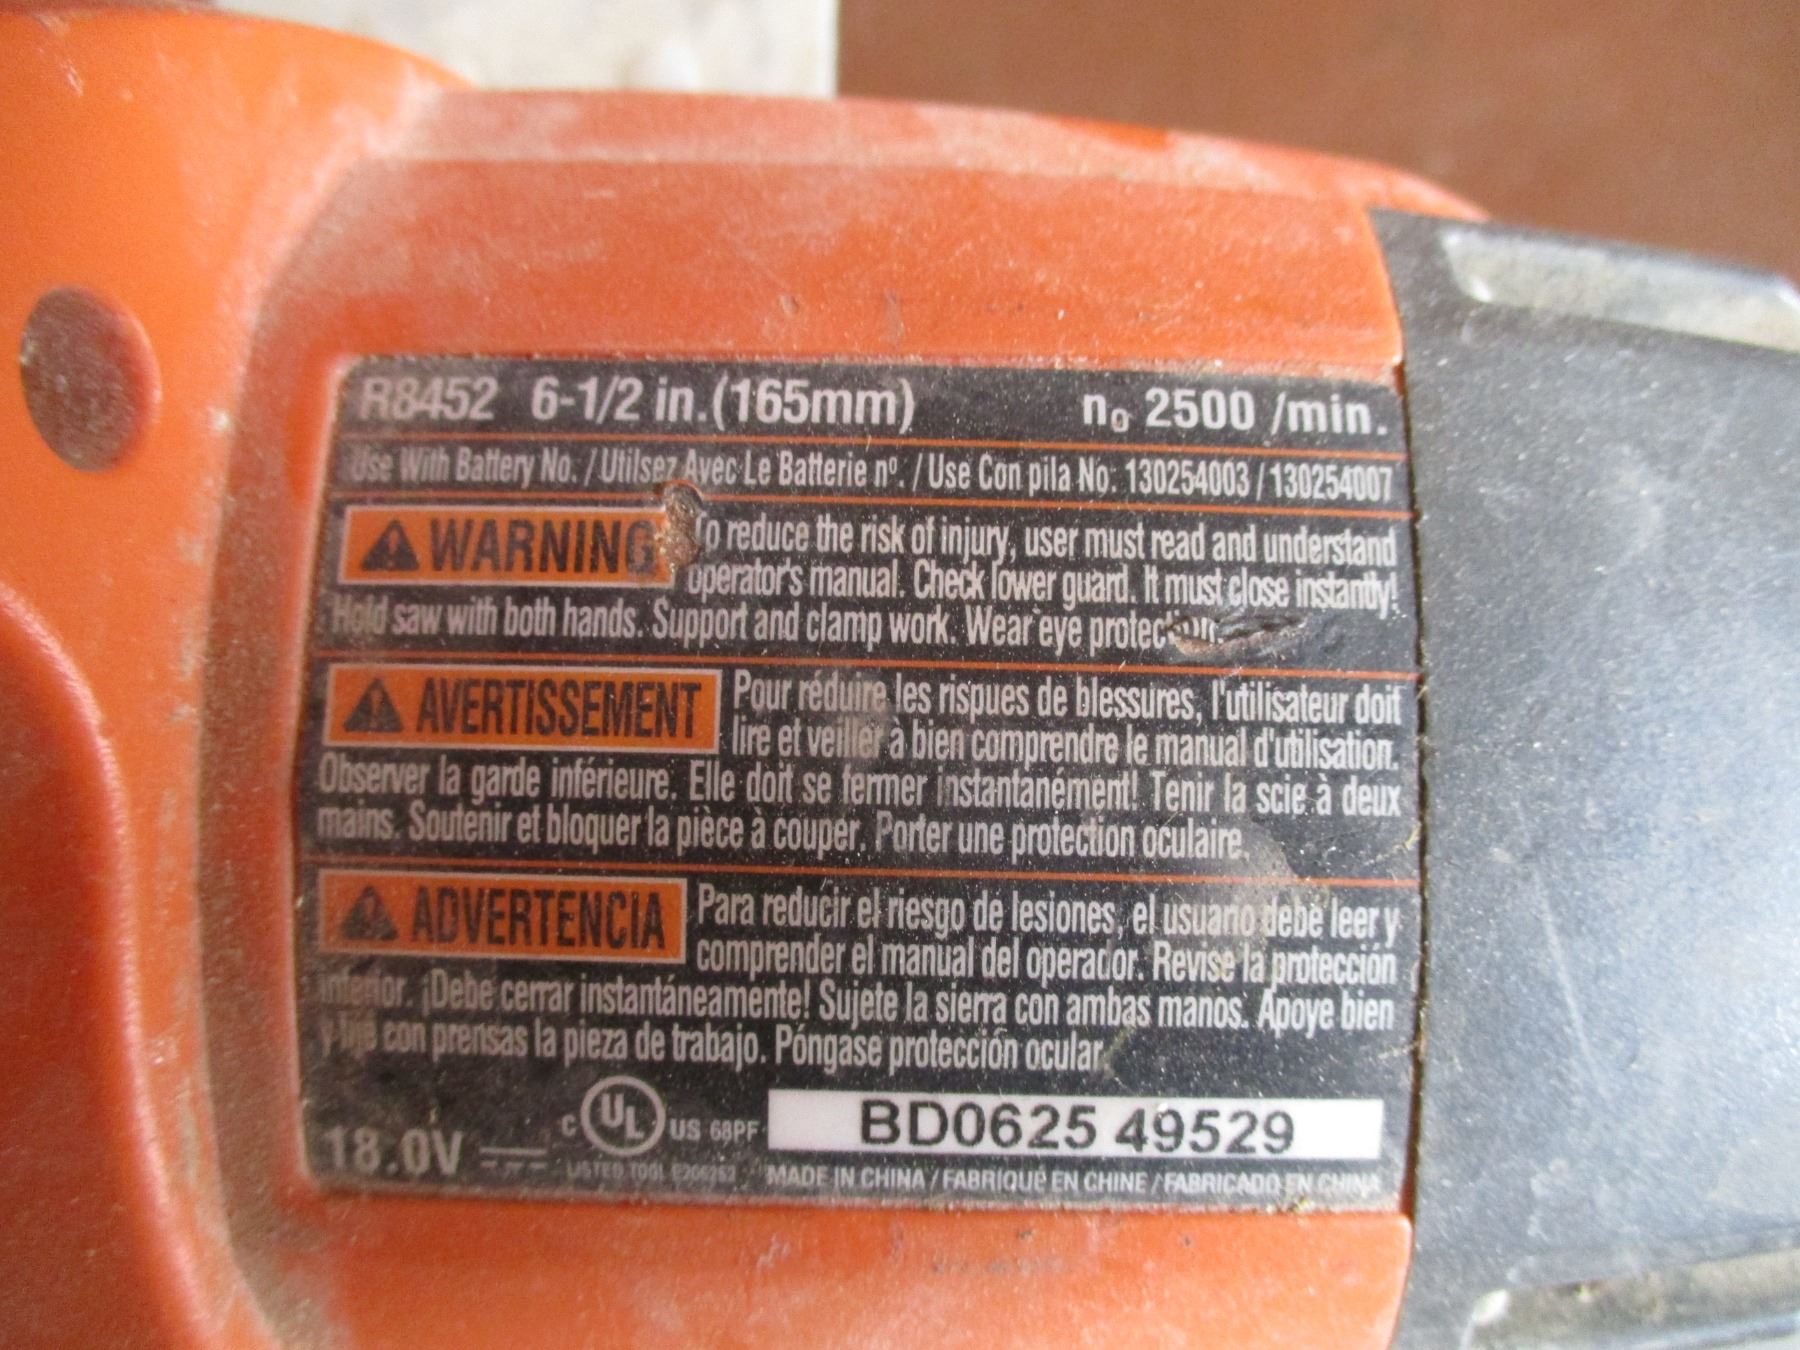 R8452 6-1/2 in.(165mm) n₀ 2500 /min.
Use With Battery No. / Utilsez Avec Le Batterie nº. / Use Con pila No. 130254003 / 130254007
WARNING To reduce the risk of injury, user must read and understand
operator's manual. Check lower guard. It must close instantly!
Hold saw with both hands. Support and clamp work. Wear eye protection.
AVERTISSEMENT Pour réduire les rispues de blessures, l'utilisateur doit
lire et veiller à bien comprendre le manual d'utilisation.
Observer la garde inférieure. Elle doit se fermer instantanément! Tenir la scie à deux
mains. Soutenir et bloquer la pièce à couper. Porter une protection oculaire.
ADVERTENCIA Para reducir el riesgo de lesiones, el usuario debe leer y
comprender el manual del operador. Revise la protección
inferior. ¡Debe cerrar instantáneamente! Sujete la sierra con ambas manos. Apoye bien
y fije con prensas la pieza de trabajo. Póngase protección ocular.
18.0V C UL US 68PF BD0625 49529
LISTED TOOL E206252 MADE IN CHINA / FABRIQUÉ EN CHINE / FABRICADO EN CHINA